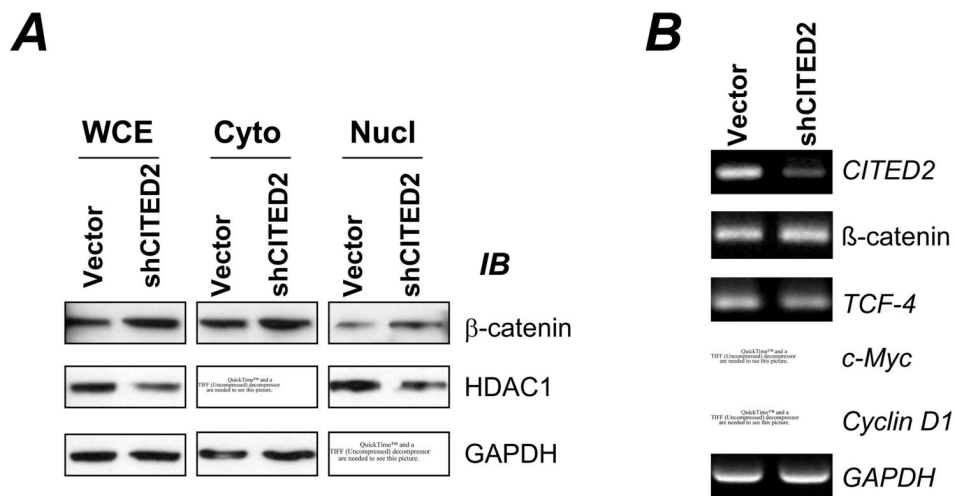 A
WCE Cyto Nucl
Vector shCITED2 Vector shCITED2 Vector shCITED2
IB
β-catenin
QuickTime™ and a
TIFF (Uncompressed) decompressor
are needed to see this picture.
HDAC1
QuickTime™ and a
TIFF (Uncompressed) decompressor
are needed to see this picture.
GAPDH
B
Vector shCITED2
CITED2
ß-catenin
TCF-4
QuickTime™ and a
TIFF (Uncompressed) decompressor
are needed to see this picture.
c-Myc
QuickTime™ and a
TIFF (Uncompressed) decompressor
are needed to see this picture.
Cyclin D1
GAPDH